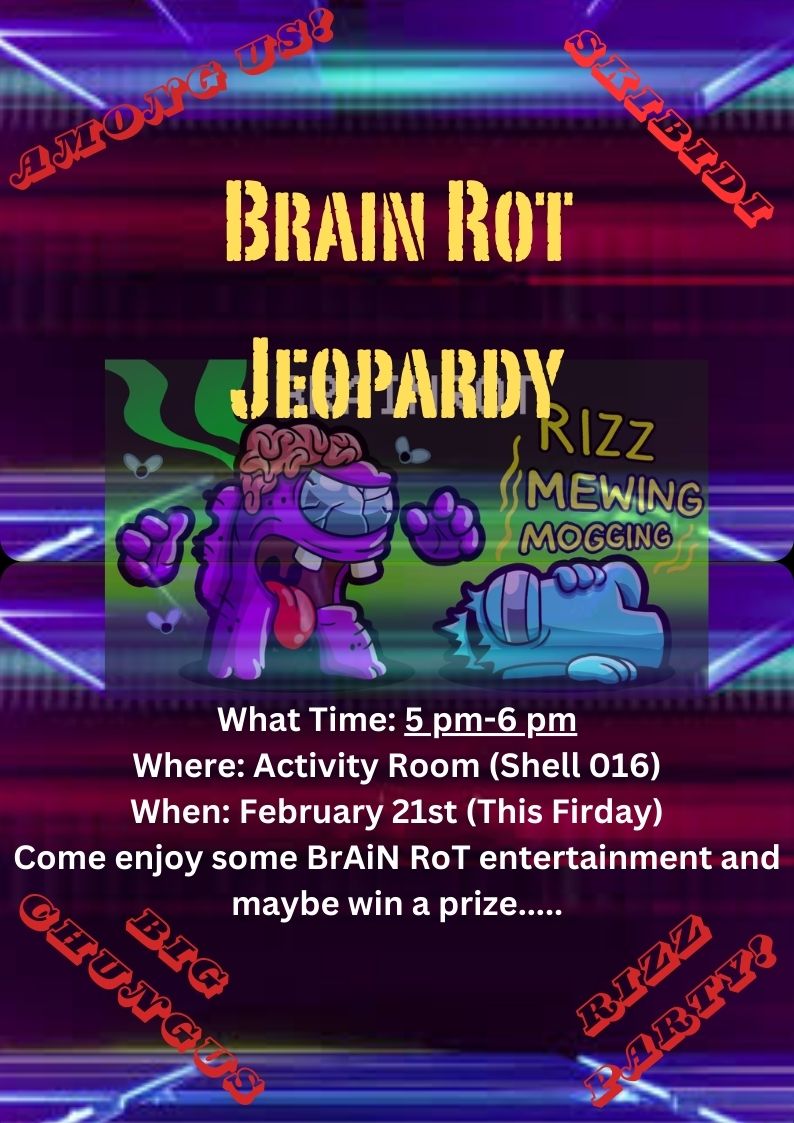 AMONG US!
SKIBIDI
BRAIN ROT
JEOPARDY
BRAINROT
RIZZ
MEWING
MOGGING
What Time: 5 pm-6 pm
Where: Activity Room (Shell 016)
When: February 21st (This Firday)
Come enjoy some BrAiN RoT entertainment and
maybe win a prize.....
BIG
CHUNGUS
RIZZ
PARTY!